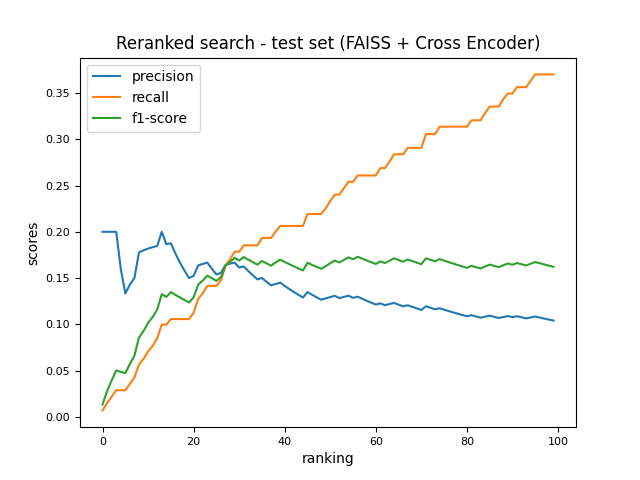 Reranked search - test set (FAISS + Cross Encoder)
precision
recall
f1-score
0.35
0.30
0.25
0.20
0.15
0.10
0.05
0.00
scores
0 20 40 60 80 100
ranking